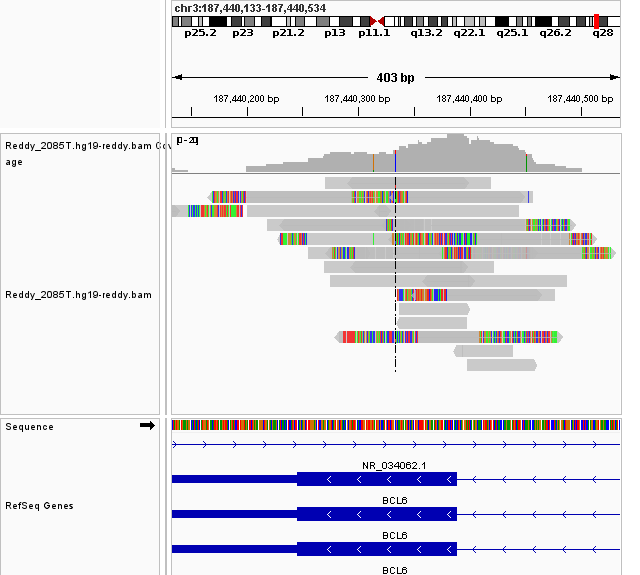 chr3:187,440,133-187,440,534
p25.2 p23 p21.2 p13 p11.1 q13.2 q22.1 q25.1 q26.2 q28
403 bp
187,440,200 bp 187,440,300 bp 187,440,400 bp 187,440,500 bp
[0-20]
Reddy_2085T.hg19-reddy.bam Cov
age
Reddy_2085T.hg19-reddy.bam
Sequence
NR_034062.1
BCL6
RefSeq Genes
BCL6
BCL6